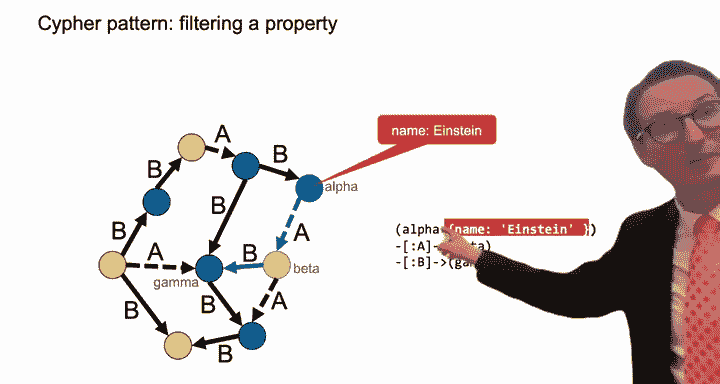 Cypher pattern: filtering a property
name: Einstein
A
B
B
alpha
B
B
A
A
B
beta
gamma
B
A
B
B
(alpha {name: 'Einstein' })
-[:A]-
-[:B]->(